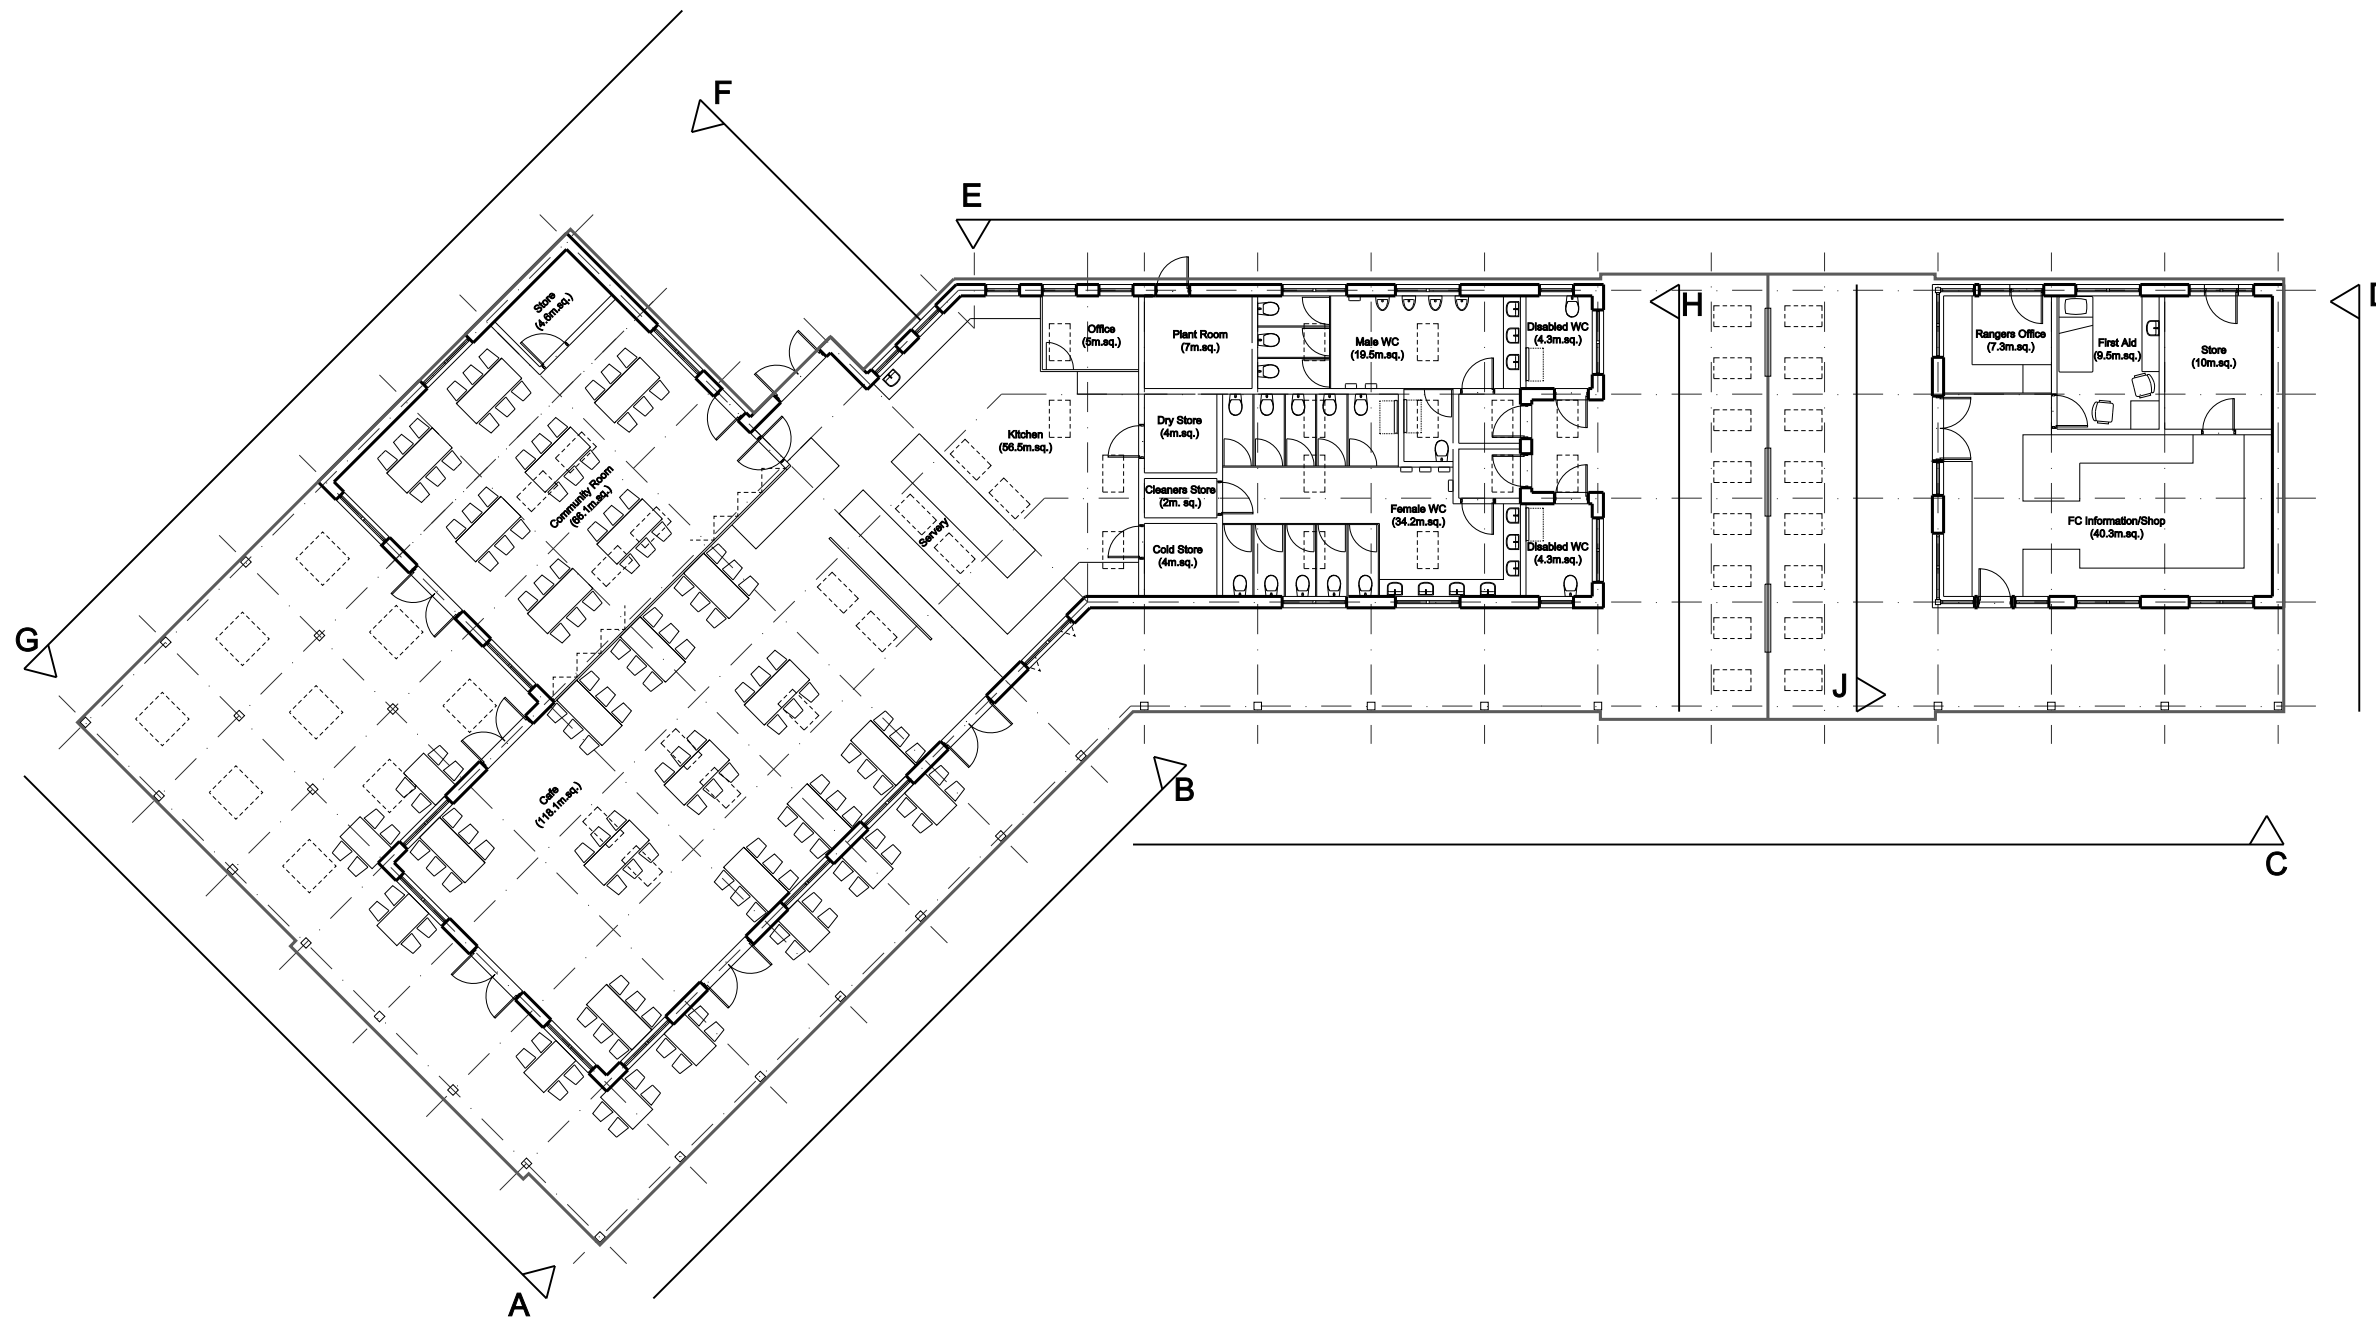 F
E
G
H
D
Store
(4.6m.sq.)
Community Room
(66.1m.sq.)
Office
(5m.sq.)
Plant Room
(7m.sq.)
Male WC
(19.5m.sq.)
Disabled WC
(4.3m.sq.)
Rangers Office
(7.3m.sq.)
First Aid
(9.5m.sq.)
Store
(10m.sq.)
Kitchen
(56.5m.sq.)
Dry Store
(4m.sq.)
Cleaners Store
(2m. sq.)
Cold Store
(4m.sq.)
Female WC
(34.2m.sq.)
Disabled WC
(4.3m.sq.)
FC Information/Shop
(40.3m.sq.)
Servery
Cafe
(118.1m.sq.)
J
B
C
A